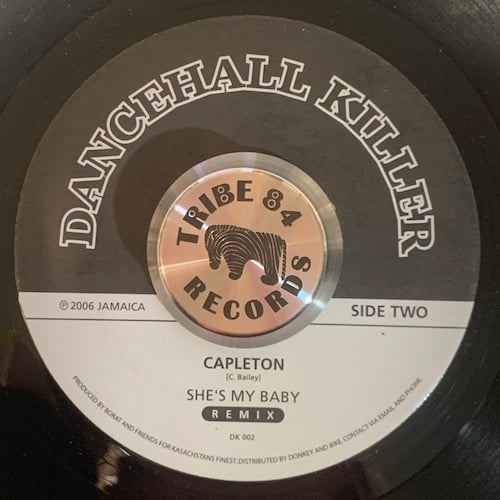 DANCEHALL KILLER
TRIBE 84
RECORDS
℗ 2006 JAMAICA
SIDE TWO
CAPLETON
[C. Bailey]
SHE'S MY BABY
REMIX
DK 002
PRODUCED BY BORAT AND FRIENDS FOR KASACHSTANS FINEST. DISTRIBUTED BY DONKEY AND BIKE. CONTACT VIA EMAIL AND PHONE